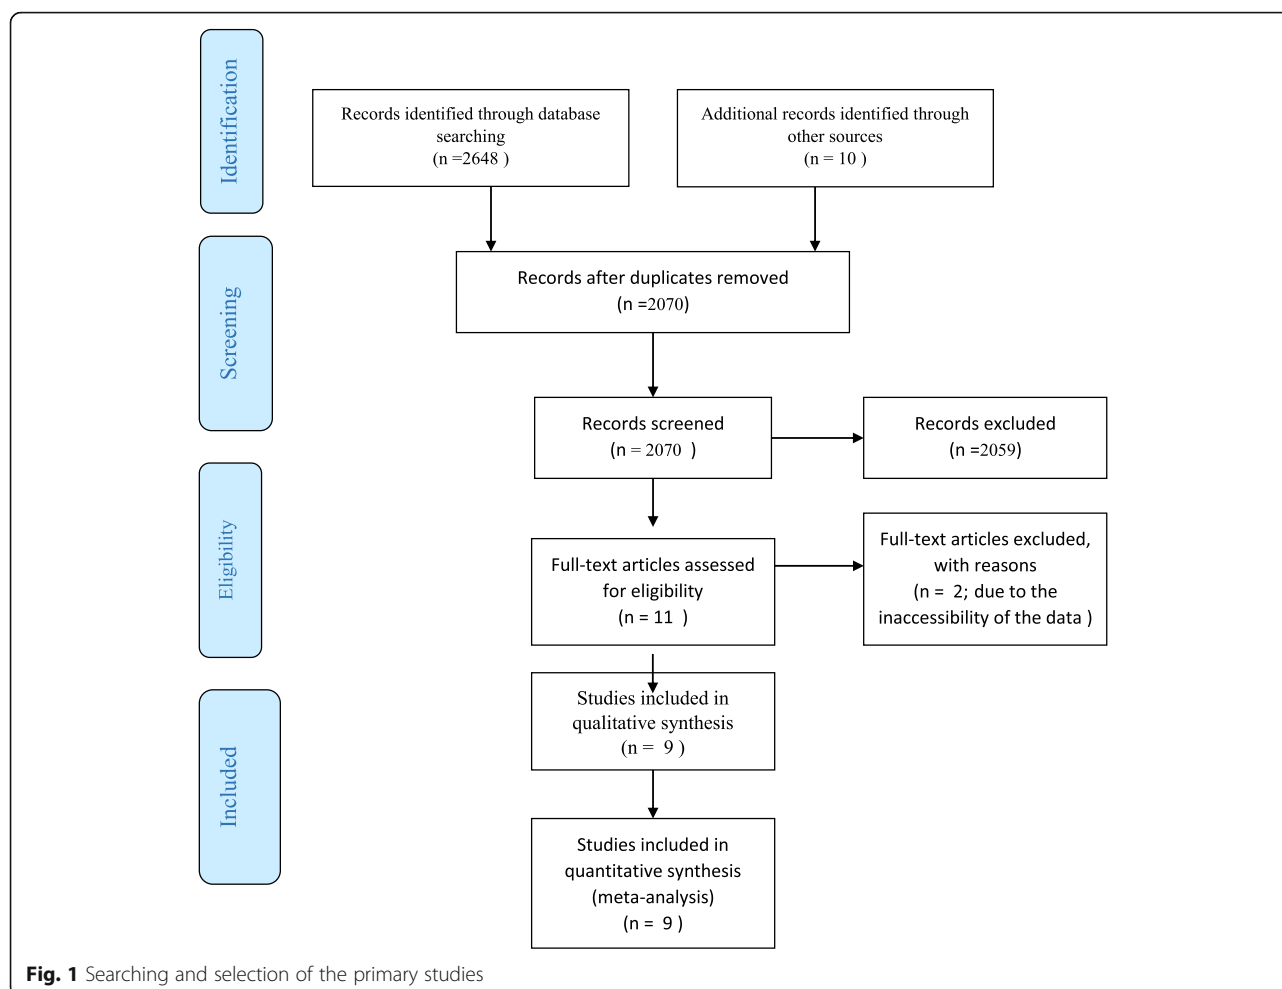 Identification
Records identified through database
searching
(n =2648 )
Additional records identified through
other sources
(n = 10 )
Screening
Records after duplicates removed
(n =2070)
Records screened
(n = 2070 )
Records excluded
(n =2059)
Eligibility
Full-text articles assessed
for eligibility
(n = 11 )
Full-text articles excluded,
with reasons
(n = 2; due to the
inaccessibility of the data )
Included
Studies included in
qualitative synthesis
(n = 9 )
Studies included in
quantitative synthesis
(meta-analysis)
(n = 9 )
Fig. 1 Searching and selection of the primary studies